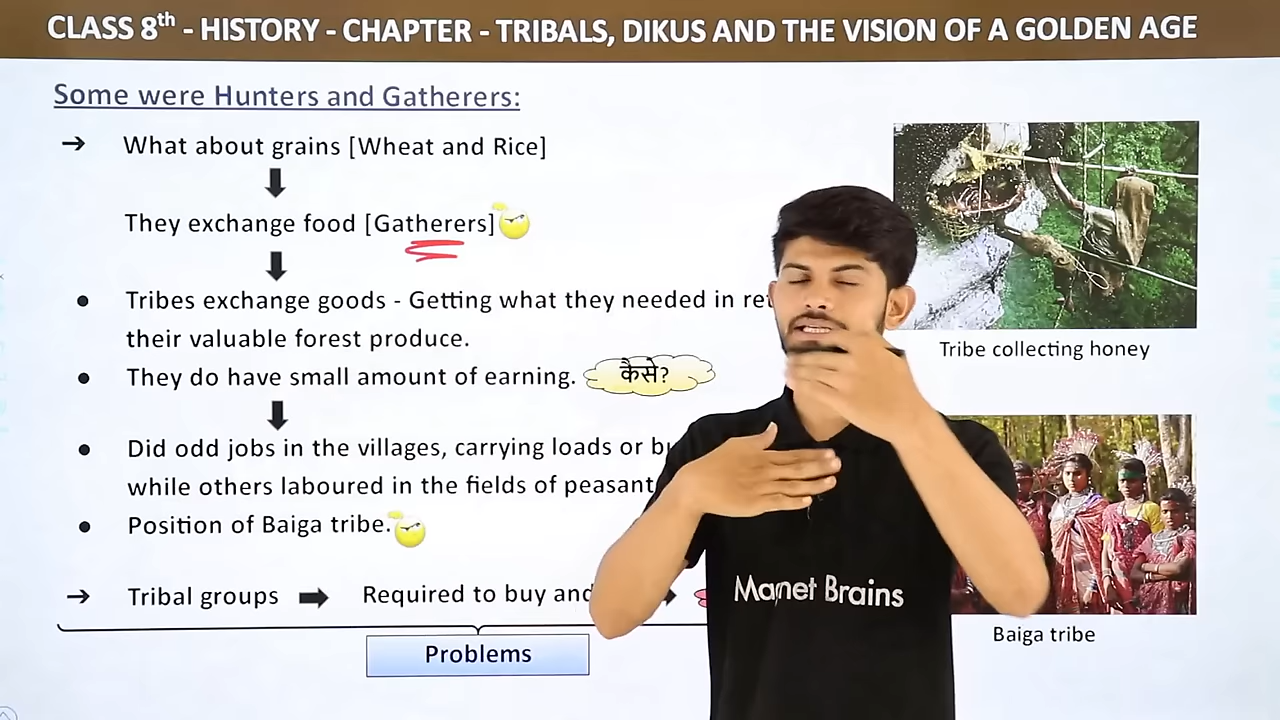 CLASS 8th - HISTORY - CHAPTER - TRIBALS, DIKUS AND THE VISION OF A GOLDEN AGE
Some were Hunters and Gatherers:
→ What about grains [Wheat and Rice]
They exchange food [Gatherers]
• Tribes exchange goods - Getting what they needed in
their valuable forest produce.
• They do have small amount of earning. कैसे?
• Did odd jobs in the villages, carrying loads or
while others laboured in the fields of
• Position of Baiga tribe.
→ Tribal groups Required to buy
Problems
Tribe collecting honey
Baiga tribe
Magnet Brains